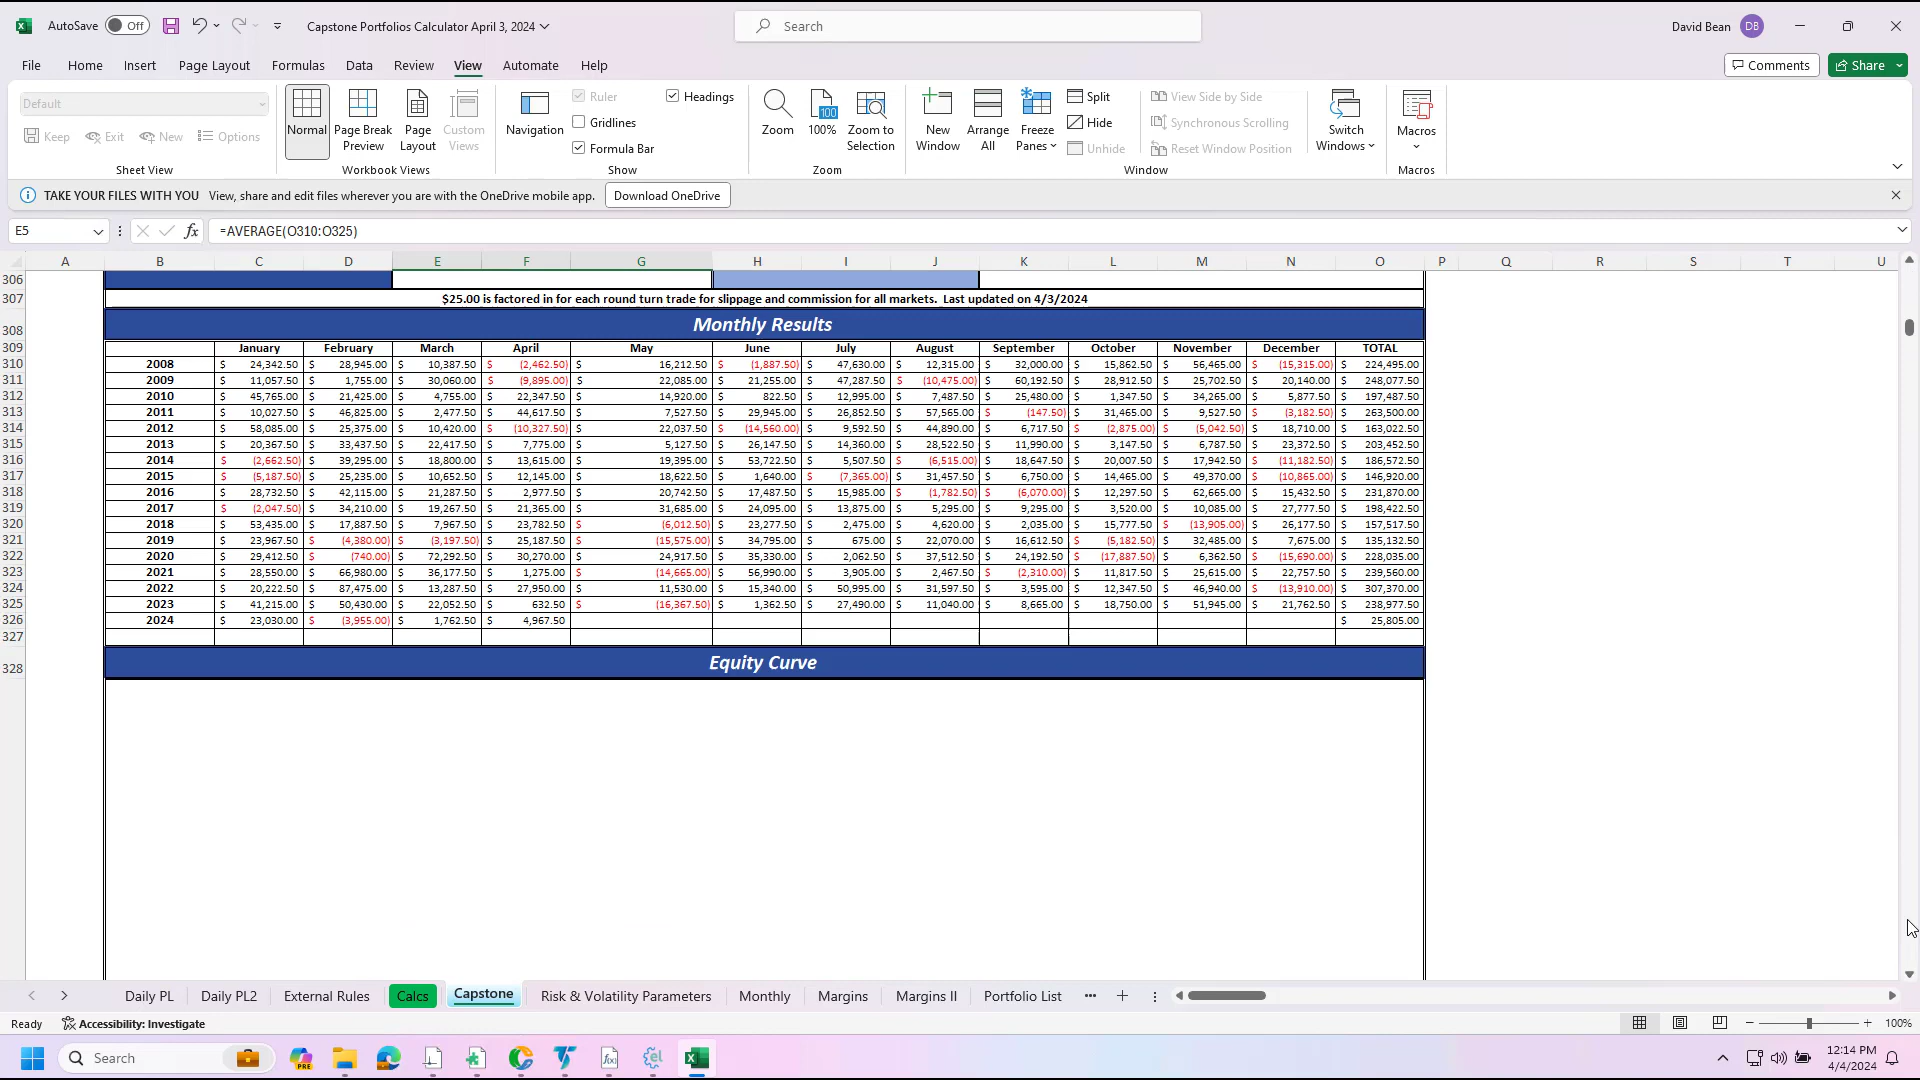 AutoSave Off Capstone Portfolios Calculator April 3, 2024 Search David Bean DB
File Home Insert Page Layout Formulas Data Review View Automate Help Comments Share
Default Normal Page Break Preview Page Layout Custom Views Navigation Ruler Headings Zoom 100% Zoom to Selection New Window Arrange All Freeze Panes Split View Side by Side Switch Windows Macros
Gridlines Hide Synchronous Scrolling
Keep Exit New Options Formula Bar Unhide Reset Window Position
Sheet View Workbook Views Show Zoom Window Macros
TAKE YOUR FILES WITH YOU View, share and edit files wherever you are with the OneDrive mobile app. Download OneDrive
E5 fx =AVERAGE(O310:O325)
A B C D E F G H I J K L M N O P Q R S T U
306
307 $25.00 is factored in for each round turn trade for slippage and commission for all markets. Last updated on 4/3/2024
308 Monthly Results
309 January February March April May June July August September October November December TOTAL
310 2008 $ 24,342.50 $ 28,945.00 $ 10,387.50 $ (2,462.50) $ 16,212.50 $ (1,887.50) $ 47,630.00 $ 12,315.00 $ 32,000.00 $ 15,862.50 $ 56,465.00 $ (15,315.00) $ 224,495.00
311 2009 $ 11,057.50 $ 1,755.00 $ 30,060.00 $ (9,895.00) $ 22,085.00 $ 21,255.00 $ 47,287.50 $ (10,475.00) $ 60,192.50 $ 28,912.50 $ 25,702.50 $ 20,140.00 $ 248,077.50
312 2010 $ 45,765.00 $ 21,425.00 $ 4,755.00 $ 22,347.50 $ 14,920.00 $ 822.50 $ 12,995.00 $ 7,487.50 $ 25,480.00 $ 1,347.50 $ 34,265.00 $ 5,877.50 $ 197,487.50
313 2011 $ 10,027.50 $ 46,825.00 $ 2,477.50 $ 44,617.50 $ 7,527.50 $ 29,945.00 $ 26,852.50 $ 57,565.00 $ (147.50) $ 31,465.00 $ 9,527.50 $ (3,182.50) $ 263,500.00
314 2012 $ 58,085.00 $ 25,375.00 $ 10,420.00 $ (10,327.50) $ 22,037.50 $ (14,560.00) $ 9,592.50 $ 44,890.00 $ 6,717.50 $ (2,875.00) $ (5,042.50) $ 18,710.00 $ 163,022.50
315 2013 $ 20,367.50 $ 33,437.50 $ 22,417.50 $ 7,775.00 $ 5,127.50 $ 26,147.50 $ 14,360.00 $ 28,522.50 $ 11,990.00 $ 3,147.50 $ 6,787.50 $ 23,372.50 $ 203,452.50
316 2014 $ (2,662.50) $ 39,295.00 $ 18,800.00 $ 13,615.00 $ 19,395.00 $ 53,722.50 $ 5,507.50 $ (6,515.00) $ 18,647.50 $ 20,007.50 $ 17,942.50 $ (11,182.50) $ 186,572.50
317 2015 $ (5,187.50) $ 25,235.00 $ 10,652.50 $ 12,145.00 $ 18,622.50 $ 1,640.00 $ (7,365.00) $ 31,457.50 $ 6,750.00 $ 14,465.00 $ 49,370.00 $ (10,865.00) $ 146,920.00
318 2016 $ 28,732.50 $ 42,115.00 $ 21,287.50 $ 2,977.50 $ 20,742.50 $ 17,487.50 $ 15,985.00 $ (1,782.50) $ (6,070.00) $ 12,297.50 $ 62,665.00 $ 15,432.50 $ 231,870.00
319 2017 $ (2,047.50) $ 34,210.00 $ 19,267.50 $ 21,365.00 $ 31,685.00 $ 24,095.00 $ 13,875.00 $ 5,295.00 $ 9,295.00 $ 3,520.00 $ 10,085.00 $ 27,777.50 $ 198,422.50
320 2018 $ 53,435.00 $ 17,887.50 $ 7,967.50 $ 23,782.50 $ (6,012.50) $ 23,277.50 $ 2,475.00 $ 4,620.00 $ 2,035.00 $ 15,777.50 $ (13,905.00) $ 26,177.50 $ 157,517.50
321 2019 $ 23,967.50 $ (4,380.00) $ (3,197.50) $ 25,187.50 $ (15,575.00) $ 34,795.00 $ 675.00 $ 22,070.00 $ 16,612.50 $ (5,182.50) $ 32,485.00 $ 7,675.00 $ 135,132.50
322 2020 $ 29,412.50 $ (740.00) $ 72,292.50 $ 30,270.00 $ 24,917.50 $ 35,330.00 $ 2,062.50 $ 37,512.50 $ 24,192.50 $ (17,887.50) $ 6,362.50 $ (15,690.00) $ 228,035.00
323 2021 $ 28,550.00 $ 66,980.00 $ 36,177.50 $ 1,275.00 $ (14,665.00) $ 56,990.00 $ 3,905.00 $ 2,467.50 $ (2,310.00) $ 11,817.50 $ 25,615.00 $ 22,757.50 $ 239,560.00
324 2022 $ 20,222.50 $ 87,475.00 $ 13,287.50 $ 27,950.00 $ 11,530.00 $ 15,340.00 $ 50,995.00 $ 31,597.50 $ 3,595.00 $ 12,347.50 $ 46,940.00 $ (13,910.00) $ 307,370.00
325 2023 $ 41,215.00 $ 50,430.00 $ 22,052.50 $ 632.50 $ (16,367.50) $ 1,362.50 $ 27,490.00 $ 11,040.00 $ 8,665.00 $ 18,750.00 $ 51,945.00 $ 21,762.50 $ 238,977.50
326 2024 $ 23,030.00 $ (3,955.00) $ 1,762.50 $ 4,967.50 $ 25,805.00
327
328 Equity Curve
Daily PL Daily PL2 External Rules Calcs Capstone Risk & Volatility Parameters Monthly Margins Margins II Portfolio List
Ready Accessibility: Investigate 100%
Search 12:14 PM
4/4/2024